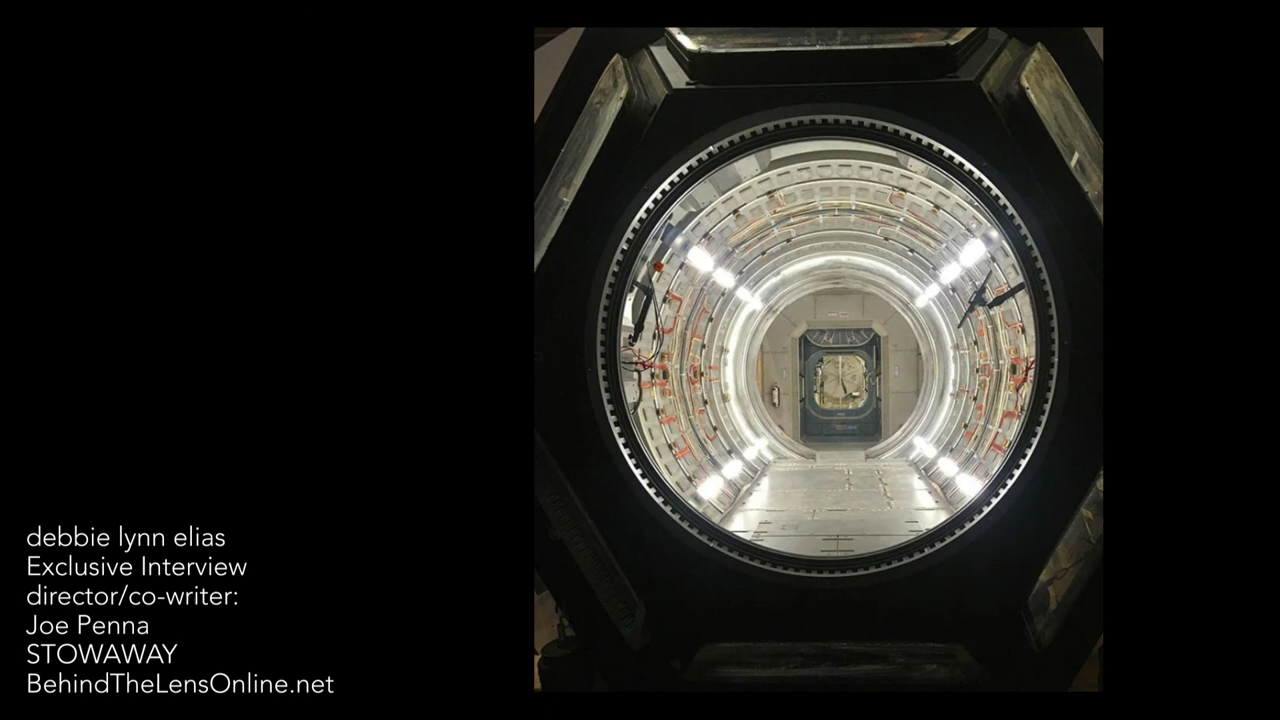 debbie lynn elias
Exclusive Interview
director/co-writer:
Joe Penna
STOWAWAY
BehindTheLensOnline.net